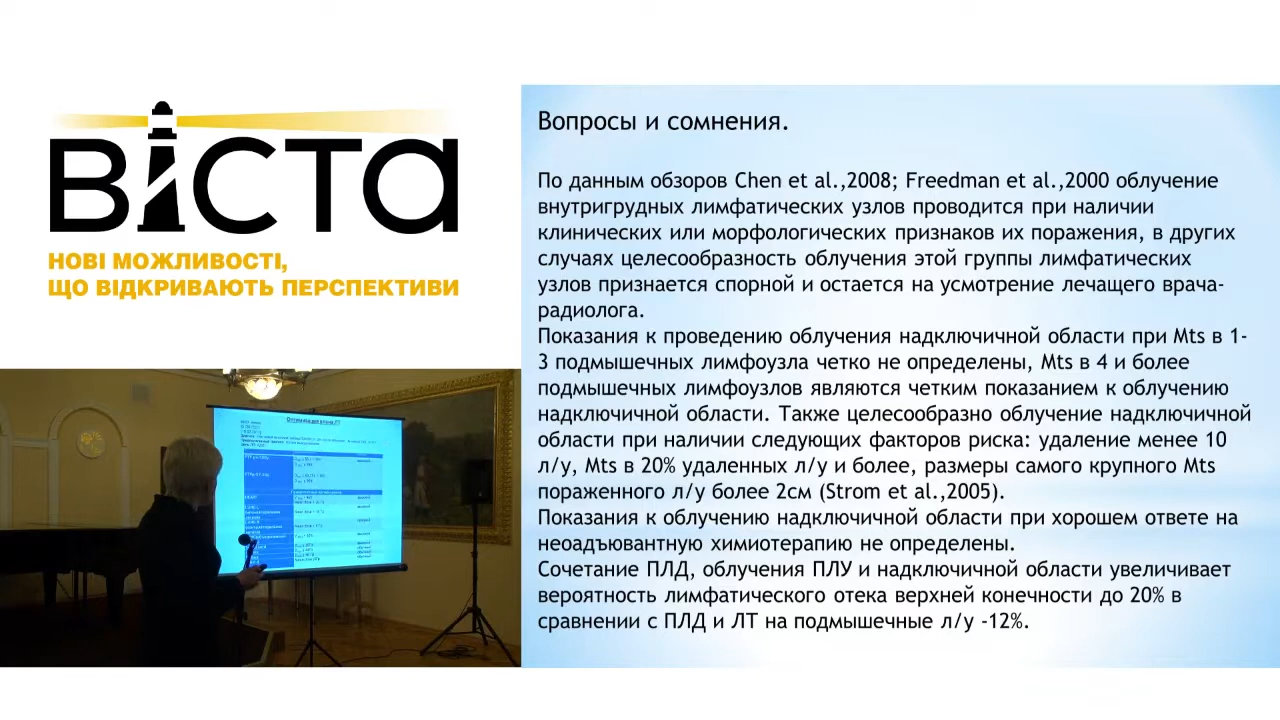 вiста
НОВІ МОЖЛИВОСТІ,
ЩО ВІДКРИВАЮТЬ ПЕРСПЕКТИВИ
Вопросы и сомнения.
По данным обзоров Chen et al.,2008; Freedman et al.,2000 облучение
внутригрудных лимфатических узлов проводится при наличии
клинических или морфологических признаков их поражения, в других
случаях целесообразность облучения этой группы лимфатических
узлов признается спорной и остается на усмотрение лечащего врача-
радиолога.
Показания к проведению облучения надключичной области при Mts в 1-
3 подмышечных лимфоузла четко не определены, Mts в 4 и более
подмышечных лимфоузлов являются четким показанием к облучению
надключичной области. Также целесообразно облучение надключичной
области при наличии следующих факторов риска: удаление менее 10
л/у, Mts в 20% удаленных л/у и более, размеры самого крупного Mts
пораженного л/у более 2см (Strom et al.,2005).
Показания к облучению надключичной области при хорошем ответе на
неоадъювантную химиотерапию не определены.
Сочетание ПЛД, облучения ПЛУ и надключичной области увеличивает
вероятность лимфатического отека верхней конечности до 20% в
сравнении с ПЛД и ЛТ на подмышечные л/у -12%.